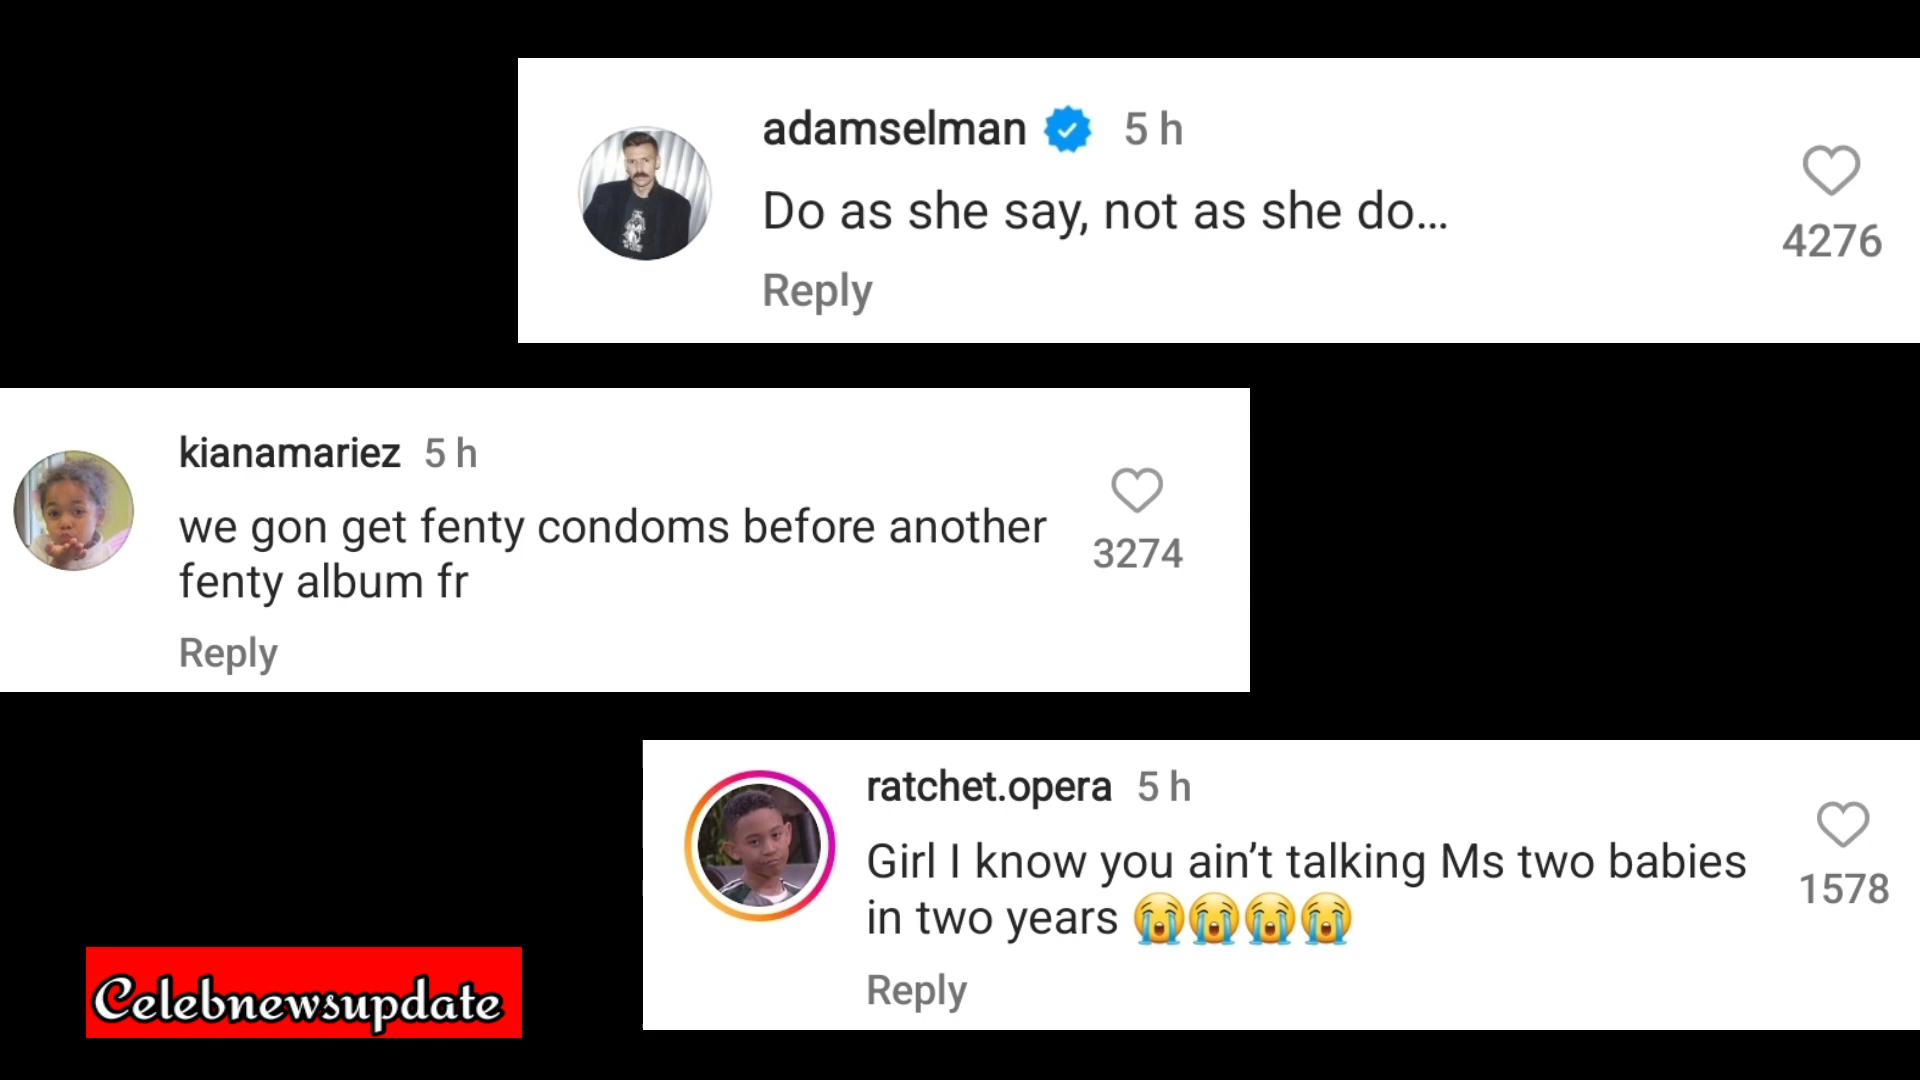 adamselman 5 h
Do as she say, not as she do...
4276
Reply
kianamariez 5 h
we gon get fenty condoms before another
fenty album fr
3274
Reply
ratchet.opera 5 h
Girl I know you ain’t talking Ms two babies
in two years 😭😭😭😭
1578
Reply
Celebnewsupdate